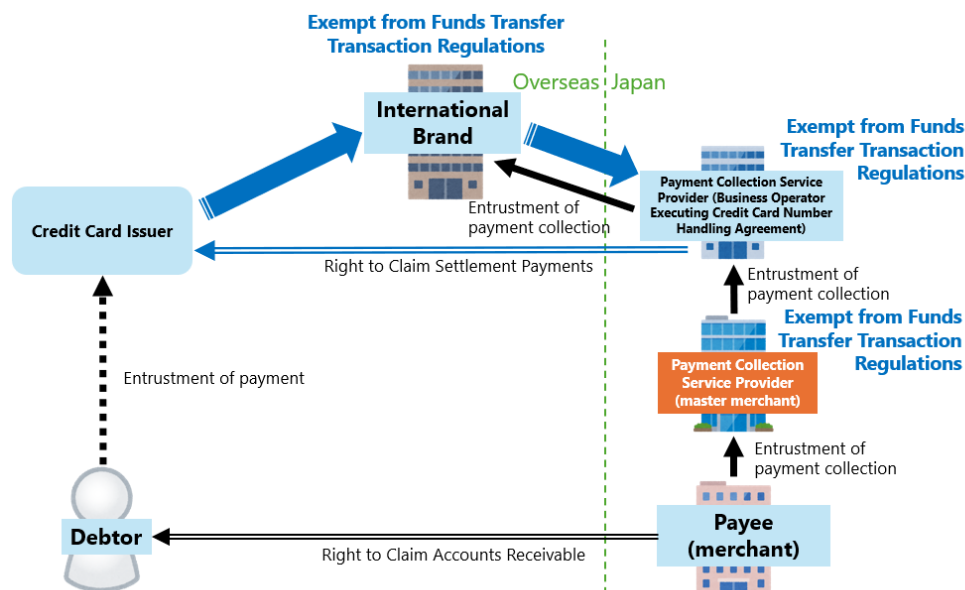 Exempt from Funds Transfer
Transaction Regulations
Overseas
Japan
International
Brand
Exempt from Funds
Transfer Transaction
Regulations
Payment Collection Service
Provider (Business Operator
Executing Credit Card Number
Handling Agreement)
Entrustment of
payment collection
Credit Card Issuer
Right to Claim Settlement Payments
Entrustment of
payment collection
Exempt from Funds
Transfer Transaction
Regulations
Payment Collection
Service Provider
(master merchant)
Entrustment of payment
Entrustment of
payment collection
Debtor
Payee
(merchant)
Right to Claim Accounts Receivable